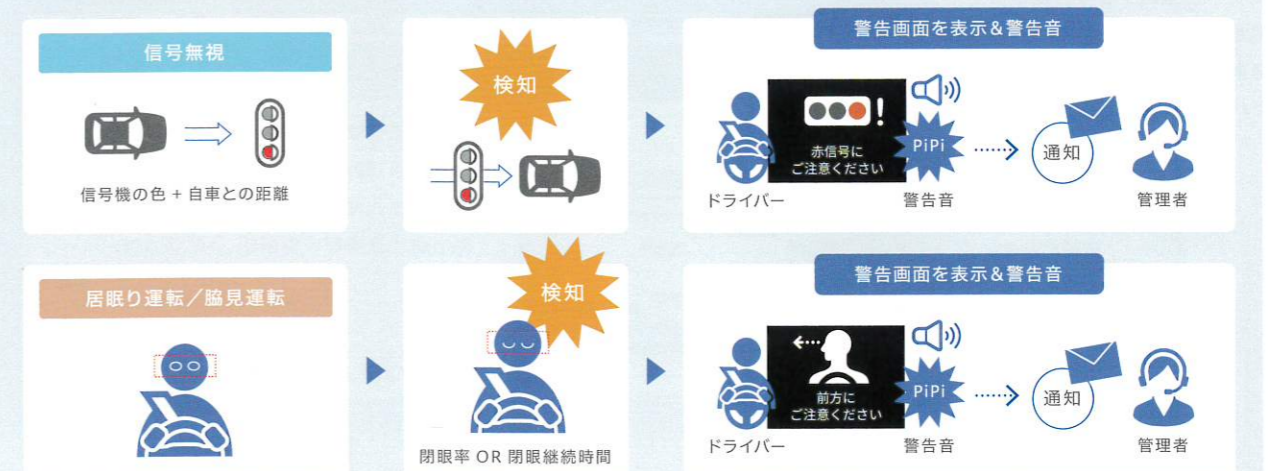 信号無視
信号機の色 + 自車との距離
検知
警告画面を表示&警告音
赤信号に
ご注意ください
PiPi
通知
ドライバー
警告音
管理者
居眠り運転／脇見運転
検知
閉眼率 OR 閉眼継続時間
警告画面を表示&警告音
前方に
ご注意ください
PiPi
通知
ドライバー
警告音
管理者